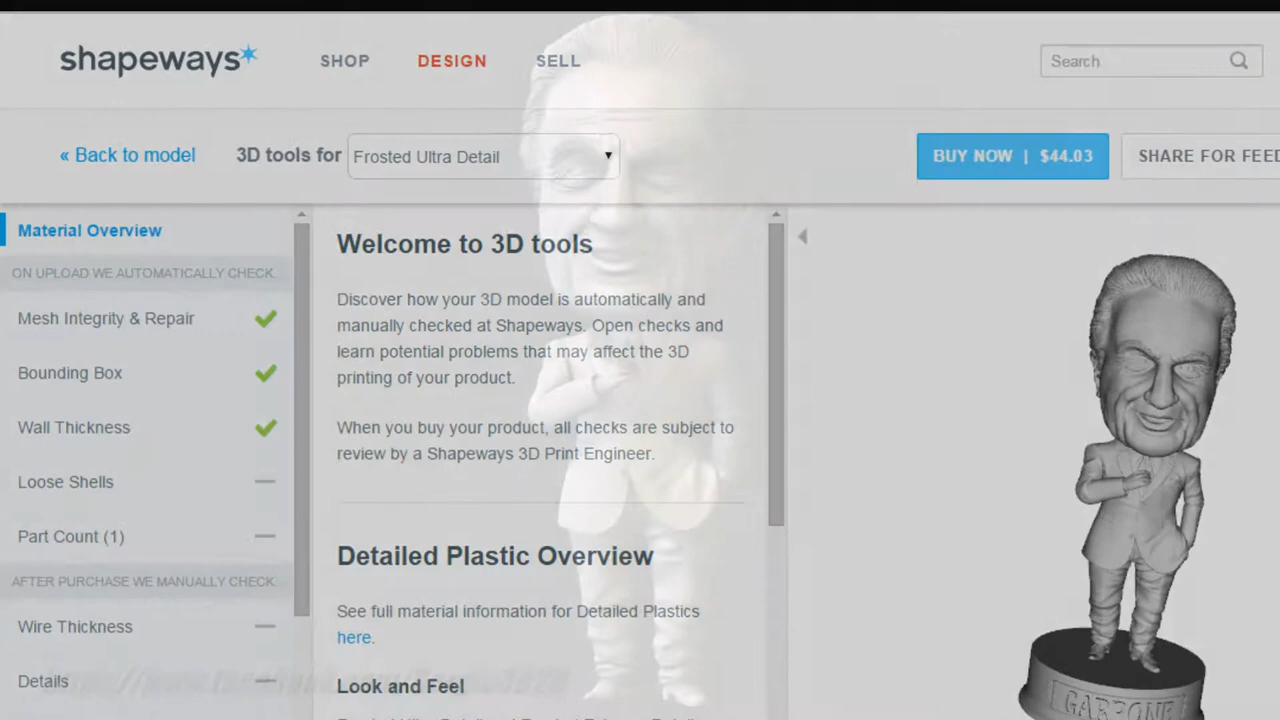 shapeways*
SHOP
DESIGN
SELL
Search
« Back to model
3D tools for
Frosted Ultra Detail
BUY NOW | $44.03
SHARE FOR FEED
Material Overview
ON UPLOAD WE AUTOMATICALLY CHECK
Mesh Integrity & Repair
Bounding Box
Wall Thickness
Loose Shells
Part Count (1)
AFTER PURCHASE WE MANUALLY CHECK
Wire Thickness
Details
Welcome to 3D tools
Discover how your 3D model is automatically and
manually checked at Shapeways. Open checks and
learn potential problems that may affect the 3D
printing of your product.
When you buy your product, all checks are subject to
review by a Shapeways 3D Print Engineer.
Detailed Plastic Overview
See full material information for Detailed Plastics
here.
Look and Feel
GARRONE